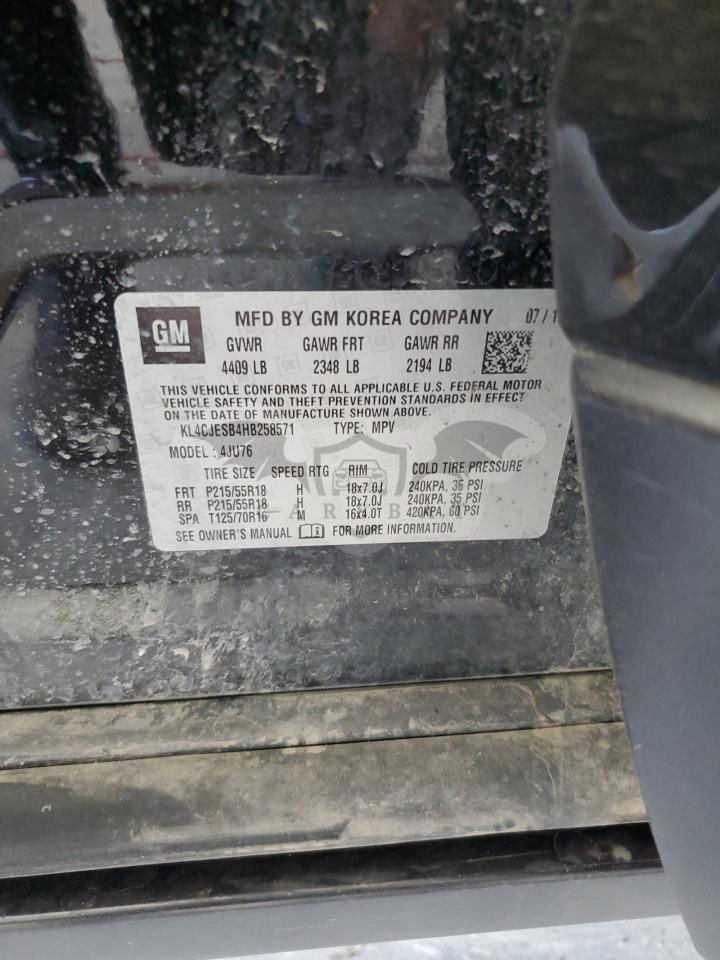 GM
MFD BY GM KOREA COMPANY 07/1
GVWR GAWR FRT GAWR RR
4409 LB 2348 LB 2194 LB
THIS VEHICLE CONFORMS TO ALL APPLICABLE U.S. FEDERAL MOTOR
VEHICLE SAFETY AND THEFT PREVENTION STANDARDS IN EFFECT
ON THE DATE OF MANUFACTURE SHOWN ABOVE.
KL4CJESB4HB258571 TYPE: MPV
MODEL : 4JU76
TIRE SIZE SPEED RTG RIM COLD TIRE PRESSURE
FRT P215/55R18 H 18x7.0J 240KPA, 35 PSI
RR P215/55R18 H 18x7.0J 240KPA, 35 PSI
SPA T125/70R16 M 16x4.0T 420KPA, 60 PSI
SEE OWNER'S MANUAL FOR MORE INFORMATION.